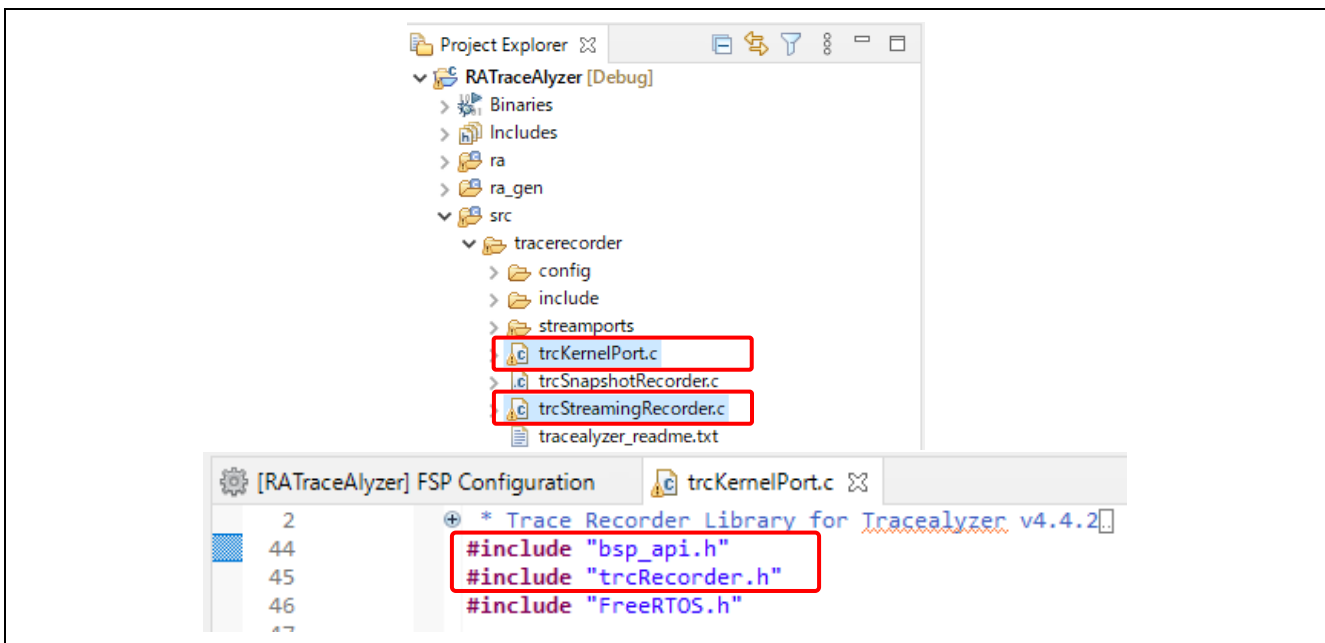 Project Explorer
RATraceAlyzer [Debug]
Binaries
Includes
ra
ra_gen
src
tracerecorder
config
include
streamports
trcKernelPort.c
trcSnapshotRecorder.c
trcStreamingRecorder.c
tracealyzer_readme.txt
[RATraceAlyzer] FSP Configuration trcKernelPort.c
2 * Trace Recorder Library for Tracealyzer v4.4.2
44 #include "bsp_api.h"
45 #include "trcRecorder.h"
46 #include "FreeRTOS.h"
47